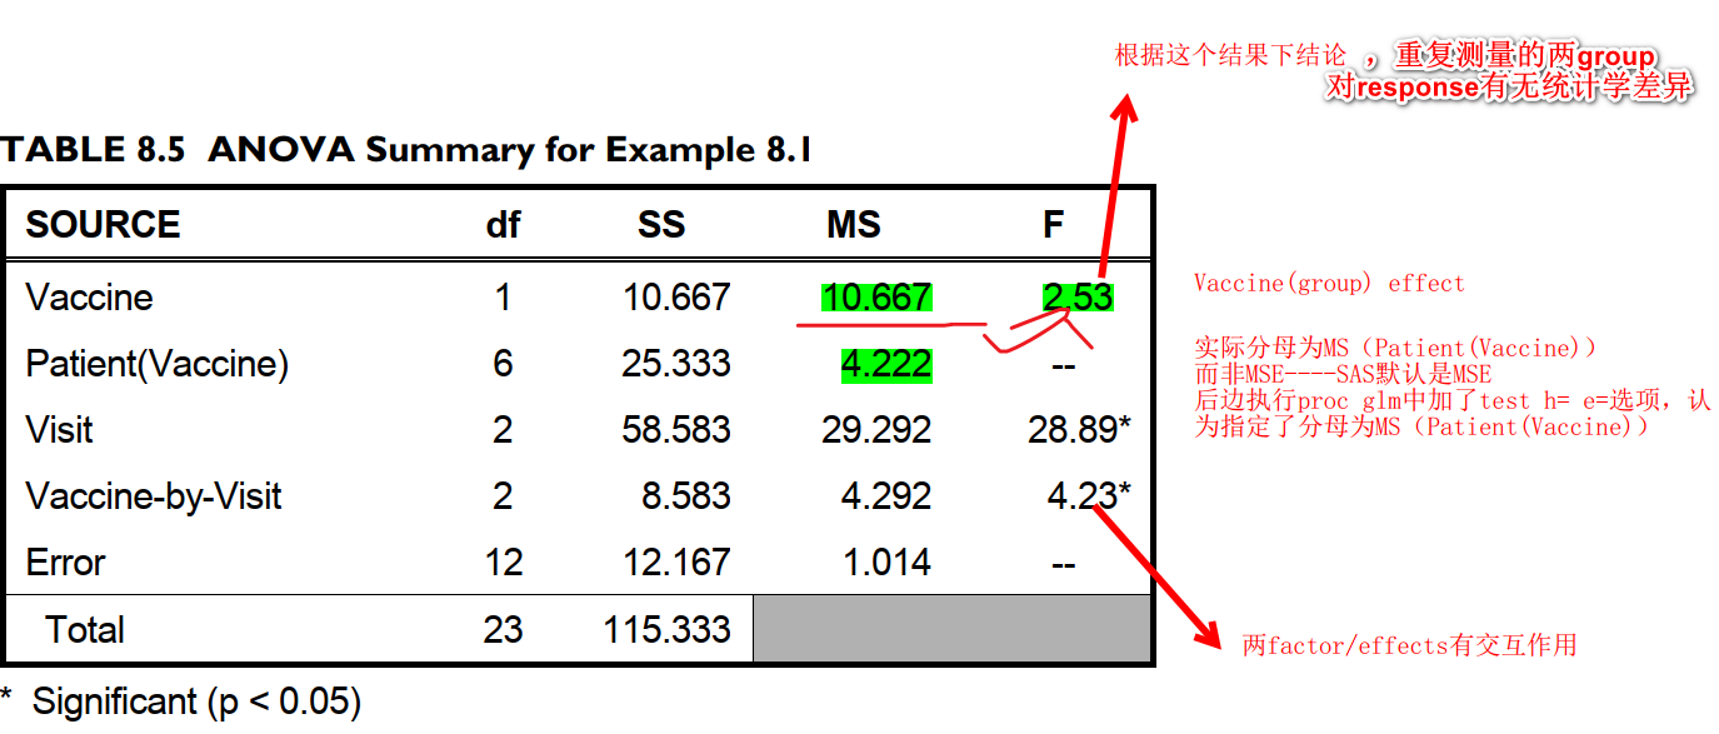 根据这个结果下结论 ，重复测量的两group
对response有无统计学差异
TABLE 8.5 ANOVA Summary for Example 8.1
SOURCE df SS MS F
Vaccine 1 10.667 10.667 2.53
Patient(Vaccine) 6 25.333 4.222 --
Visit 2 58.583 29.292 28.89*
Vaccine-by-Visit 2 8.583 4.292 4.23*
Error 12 12.167 1.014 --
Total 23 115.333
* Significant (p < 0.05)
Vaccine(group) effect
实际分母为MS（Patient(Vaccine)）
而非MSE----SAS默认是MSE
后边执行proc glm中加了test h= e=选项，认
为指定了分母为MS（Patient(Vaccine)）
两factor/effects有交互作用